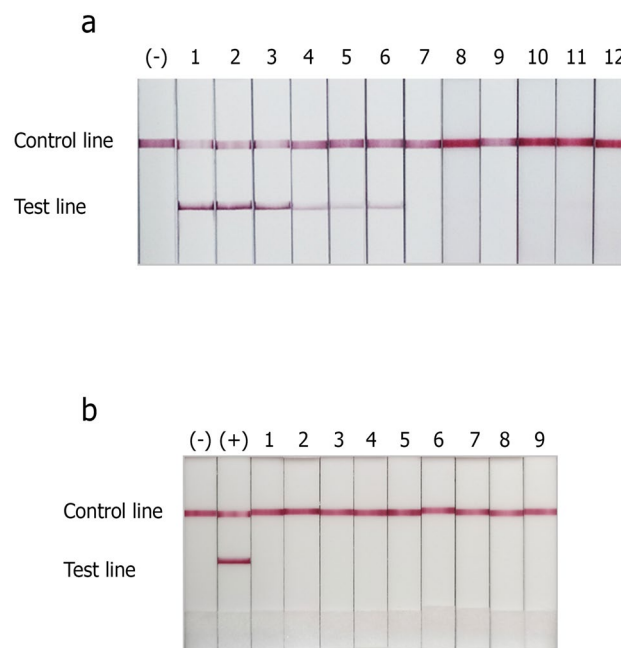 a
(-) 1 2 3 4 5 6 7 8 9 10 11 12
Control line
Test line
b
(-) (+) 1 2 3 4 5 6 7 8 9
Control line
Test line